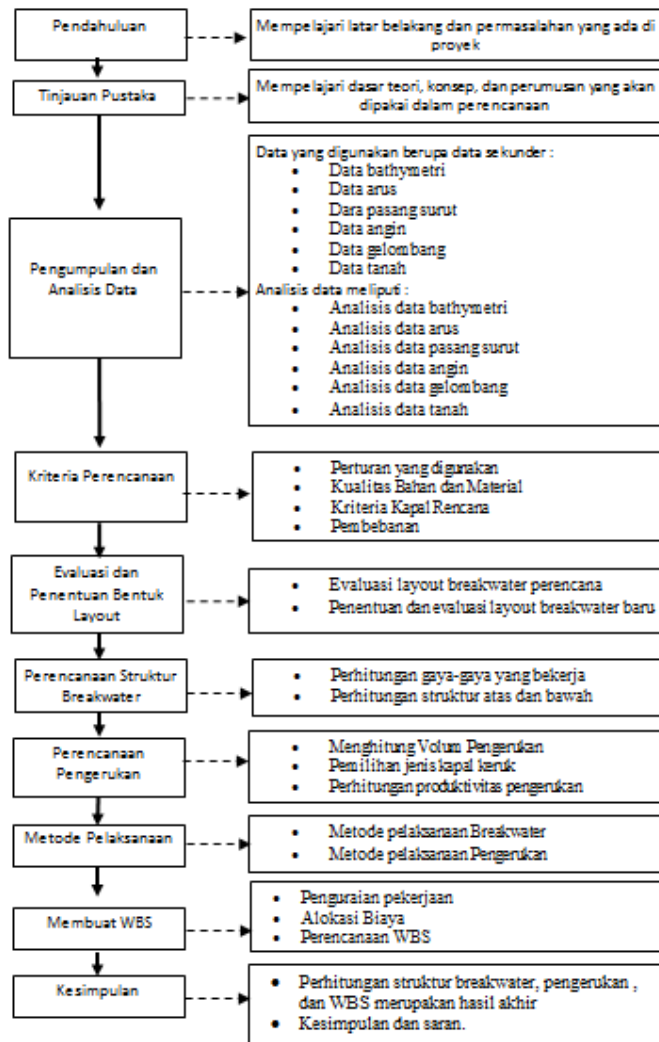 Pendahuluan
Mempelajari latar belakang dan permasalahan yang ada di
proyek
Tinjauan Pustaka
Mempelajari dasar teori, konsep, dan perumusan yang akan
dipakai dalam perencanaan
Pengumpulan dan
Analisis Data
Data yang digunakan berupa data sekunder :
• Data bathymetri
• Data arus
• Dara pasang surut
• Data angin
• Data gelombang
• Data tanah
Analisis data meliputi :
• Analisis data bathymetri
• Analisis data arus
• Analisis data pasang surut
• Analisis data angin
• Analisis data gelombang
• Analisis data tanah
Kriteria Perencanaan
• Perturan yang digunakan
• Kualitas Bahan dan Material
• Kriteria Kapal Rencana
• Pembebanan
Evaluasi dan
Penentuan Bentuk
Layout
• Evaluasi layout breakwater perencana
• Penentuan dan evaluasi layout breakwater baru
Perencanaan Struktur
Breakwater
• Perhitungan gaya-gaya yang bekerja
• Perhitungan struktur atas dan bawah
Perencanaan
Pengerukan
• Menghitung Volum Pengerukan
• Pemilihan jenis kapal keruk
• Perhitungan produktivitas pengerukan
Metode Pelaksanaan
• Metode pelaksanaan Breakwater
• Metode pelaksanaan Pengerukan
Membuat WBS
• Penguraian pekerjaan
• Alokasi Biaya
• Perencanaan WBS
Kesimpulan
• Perhitungan struktur breakwater, pengerukan ,
dan WBS merupakan hasil akhir
• Kesimpulan dan saran.